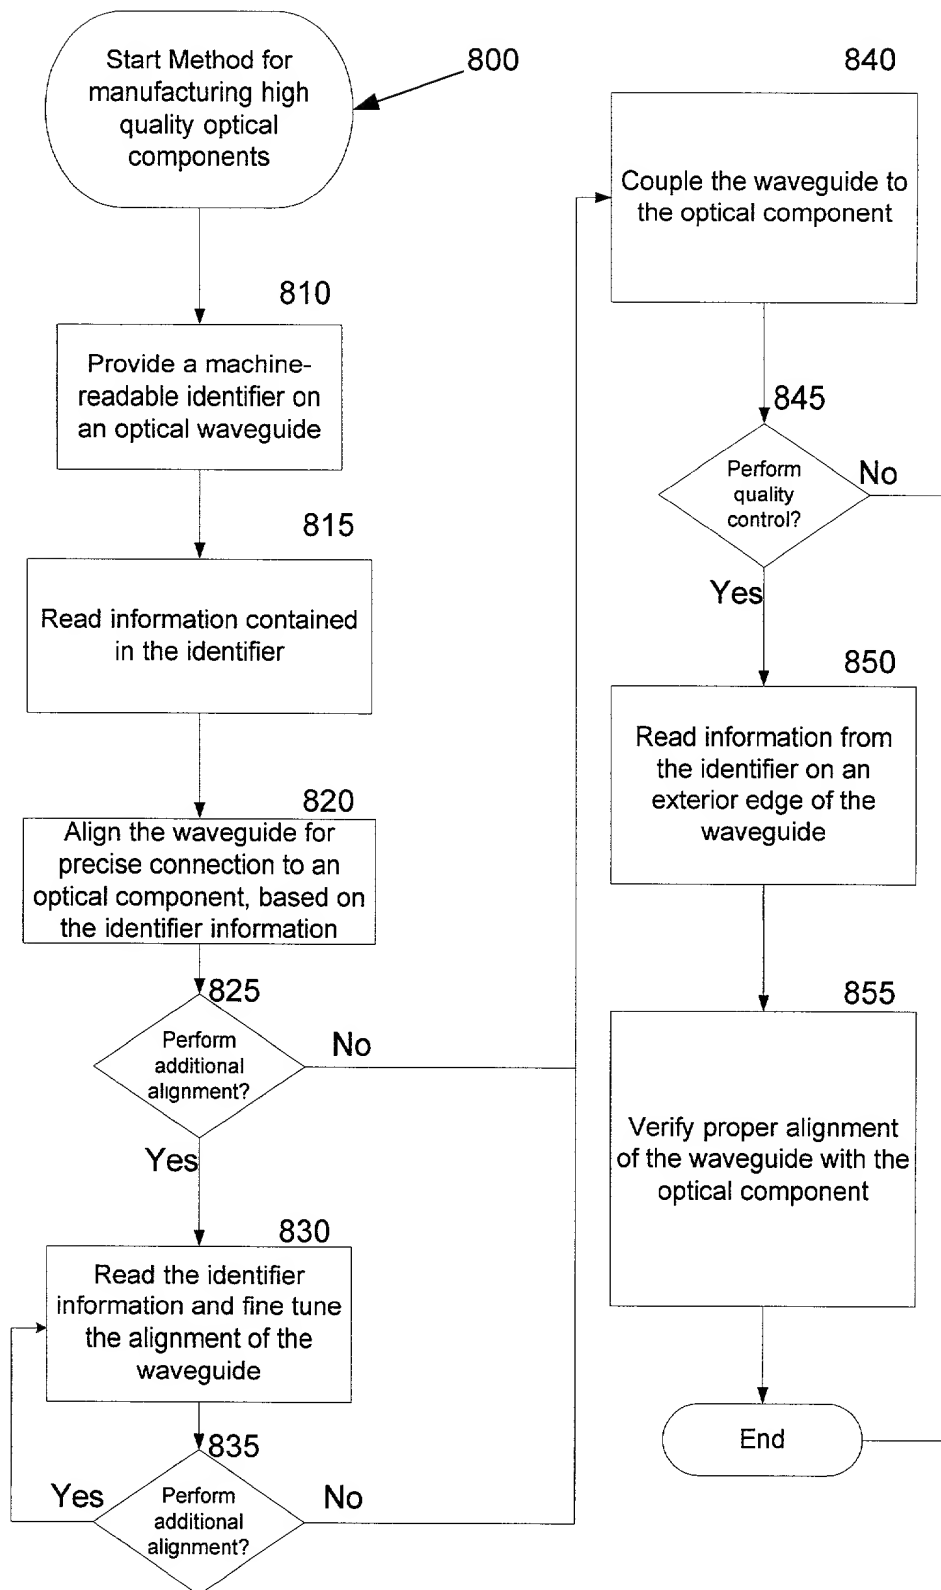 Start Method for
manufacturing high
quality optical
components
800
810
Provide a machine-
readable identifier on
an optical waveguide
815
Read information contained
in the identifier
820
Align the waveguide for
precise connection to an
optical component, based on
the identifier information
825
Perform
additional
alignment?
No
Yes
830
Read the identifier
information and fine tune
the alignment of the
waveguide
835
Yes
Perform
additional
alignment?
No
840
Couple the waveguide to
the optical component
845
Perform
quality
control?
No
Yes
850
Read information from
the identifier on an
exterior edge of the
waveguide
855
Verify proper alignment
of the waveguide with the
optical component
End